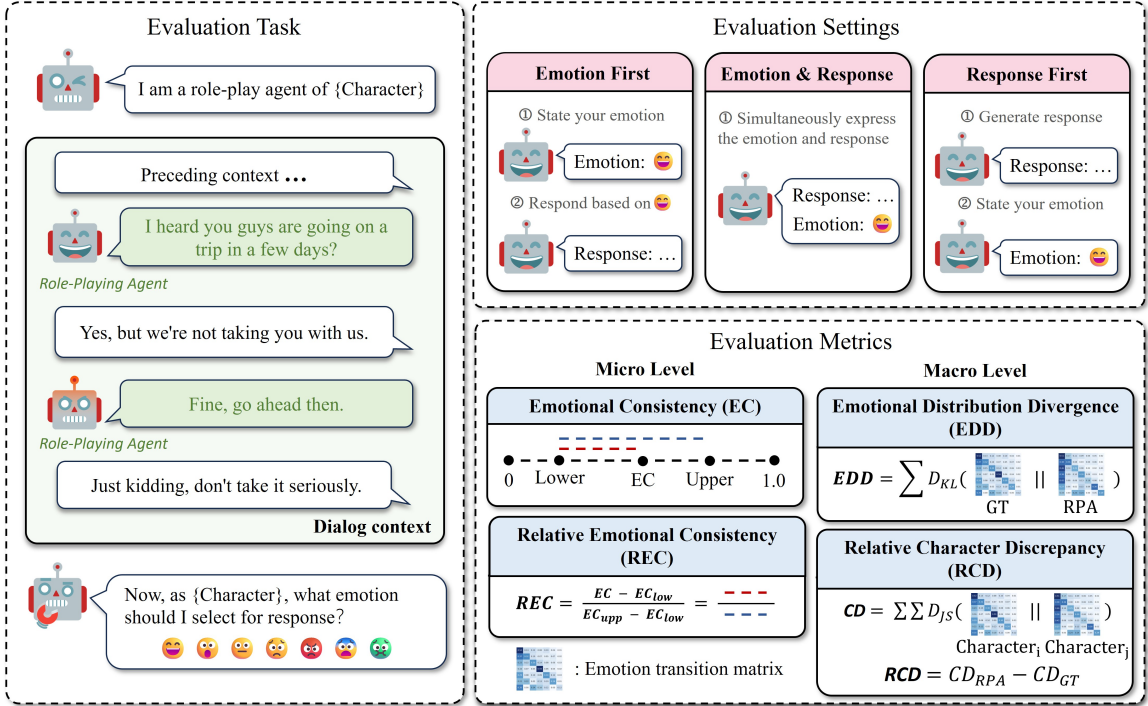 Evaluation Task
I am a role-play agent of {Character}
Preceding context ...
I heard you guys are going on a
trip in a few days?
Role-Playing Agent
Yes, but we're not taking you with us.
Fine, go ahead then.
Role-Playing Agent
Just kidding, don't take it seriously.
Dialog context
Now, as {Character}, what emotion
should I select for response?
Evaluation Settings
Emotion First
① State your emotion
Emotion:
② Respond based on
Response: ...
Emotion & Response
① Simultaneously express
the emotion and response
Response: ...
Emotion:
Response First
① Generate response
Response: ...
② State your emotion
Emotion:
Evaluation Metrics
Micro Level
Emotional Consistency (EC)
0 Lower EC Upper 1.0
Relative Emotional Consistency
(REC)
REC = (EC − EC_low) / (EC_upp − EC_low) =
: Emotion transition matrix
Macro Level
Emotional Distribution Divergence
(EDD)
EDD = ∑ D_KL( || )
GT RPA
Relative Character Discrepancy
(RCD)
CD = ∑∑ D_JS( || )
Character_i Character_j
RCD = CD_RPA − CD_GT